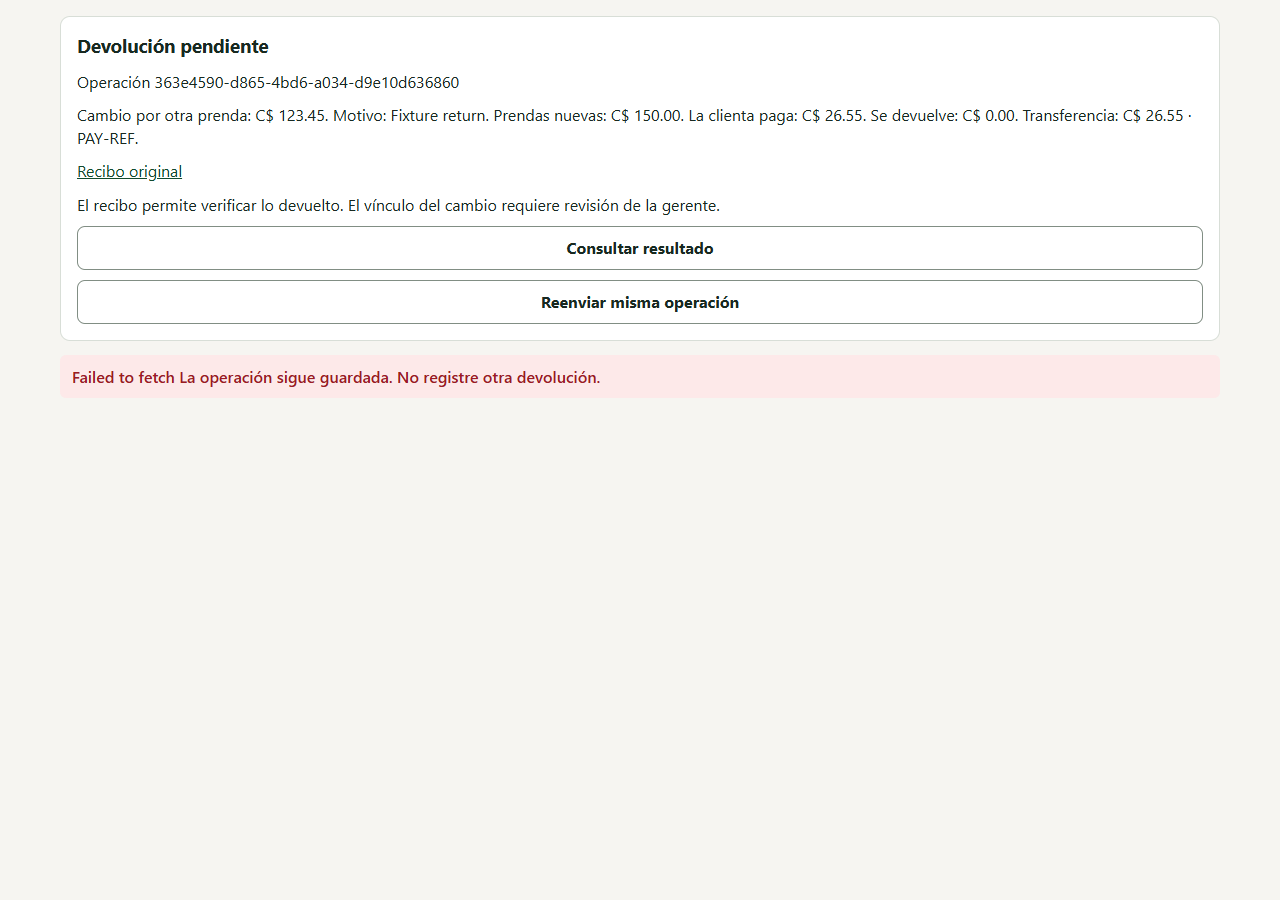 Devolución pendiente
Operación 363e4590-d865-4bd6-a034-d9e10d636860
Cambio por otra prenda: C$ 123.45. Motivo: Fixture return. Prendas nuevas: C$ 150.00. La clienta paga: C$ 26.55. Se devuelve: C$ 0.00. Transferencia: C$ 26.55 ·
PAY-REF.
Recibo original
El recibo permite verificar lo devuelto. El vínculo del cambio requiere revisión de la gerente.
Consultar resultado
Reenviar misma operación
Failed to fetch La operación sigue guardada. No registre otra devolución.